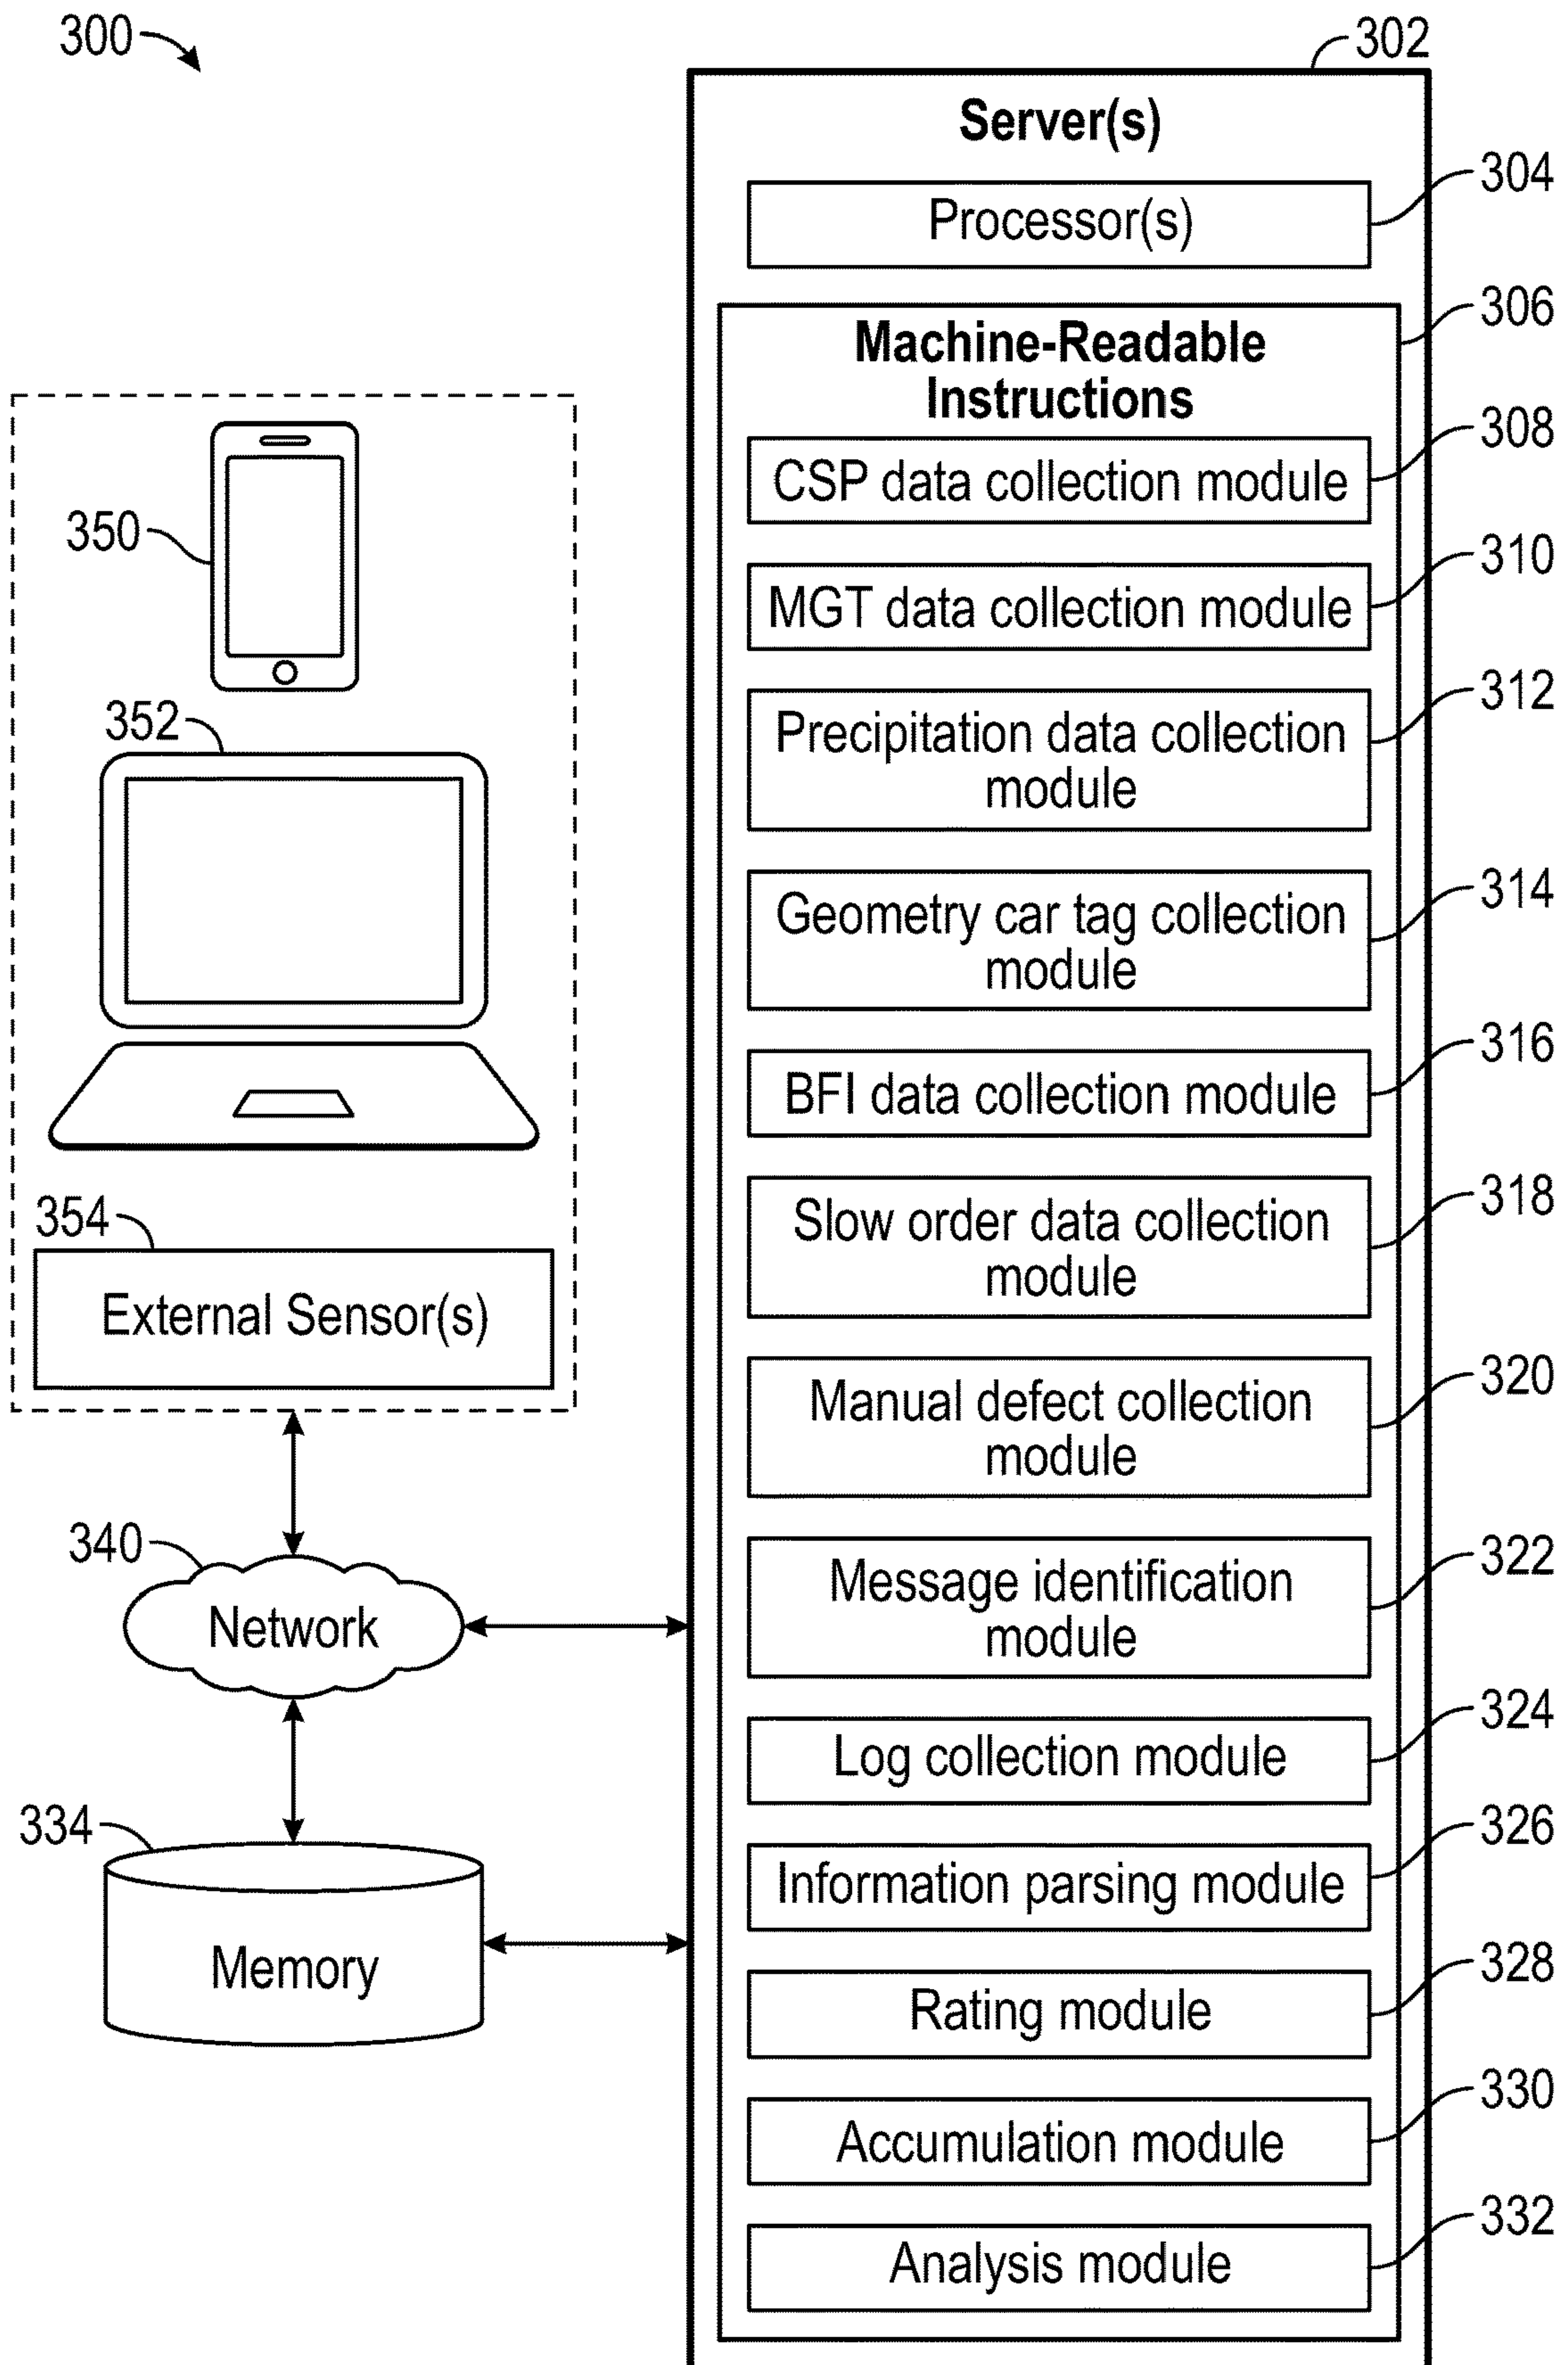 300
302
Server(s)
304
Processor(s)
306
Machine-Readable
Instructions
308
CSP data collection module
310
MGT data collection module
312
Precipitation data collection
module
314
Geometry car tag collection
module
316
BFI data collection module
318
Slow order data collection
module
320
Manual defect collection
module
322
Message identification
module
324
Log collection module
326
Information parsing module
328
Rating module
330
Accumulation module
332
Analysis module
350
352
354
External Sensor(s)
340
Network
334
Memory